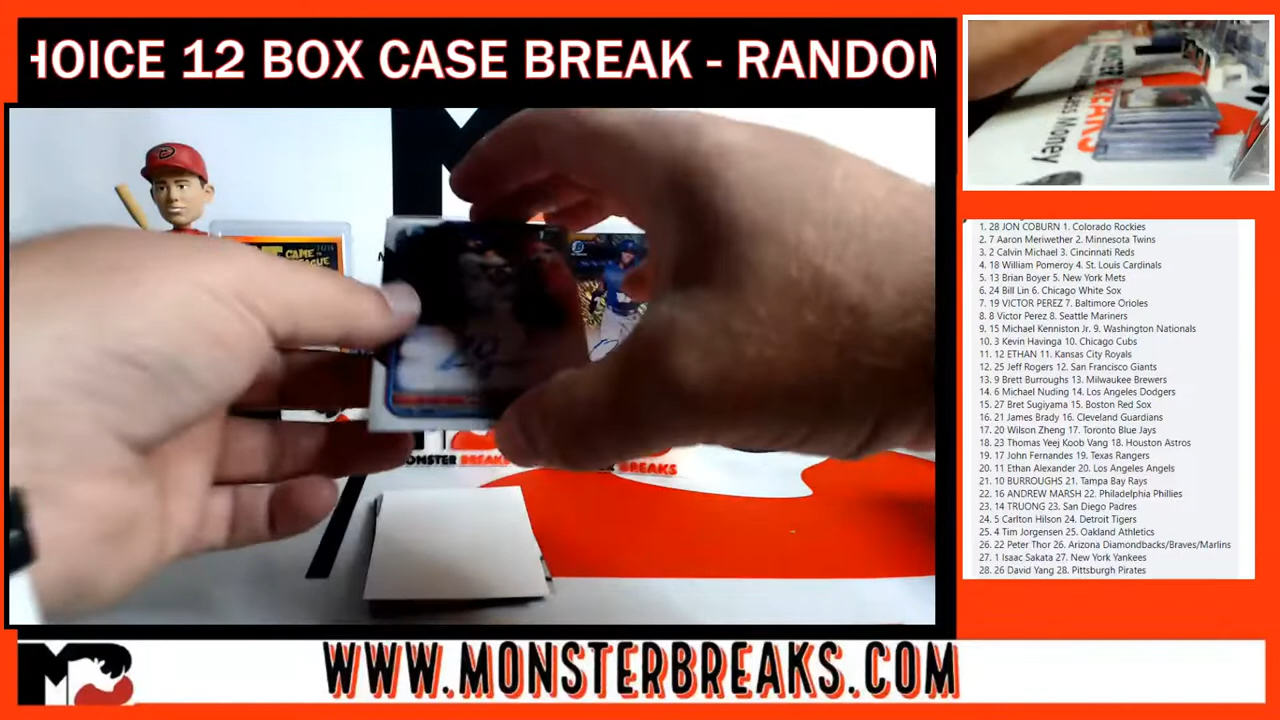 HOICE 12 BOX CASE BREAK - RANDOM
GAME
MONSTER BREAKS
BREAKS
Money
1. 28 JON COBURN 1. Colorado Rockies
2. 7 Aaron Meriwether 2. Minnesota Twins
3. 2 Calvin Michael 3. Cincinnati Reds
4. 18 William Pomeroy 4. St. Louis Cardinals
5. 13 Brian Boyer 5. New York Mets
6. 24 Bill Lin 6. Chicago White Sox
7. 19 VICTOR PEREZ 7. Baltimore Orioles
8. 8 Victor Perez 8. Seattle Mariners
9. 15 Michael Kenniston Jr. 9. Washington Nationals
10. 3 Kevin Havinga 10. Chicago Cubs
11. 12 ETHAN 11. Kansas City Royals
12. 25 Jeff Rogers 12. San Francisco Giants
13. 9 Brett Burroughs 13. Milwaukee Brewers
14. 6 Michael Nuding 14. Los Angeles Dodgers
15. 27 Bret Sugiyama 15. Boston Red Sox
16. 21 James Brady 16. Cleveland Guardians
17. 20 Wilson Zheng 17. Toronto Blue Jays
18. 23 Thomas Yeej Koob Vang 18. Houston Astros
19. 17 John Fernandes 19. Texas Rangers
20. 11 Ethan Alexander 20. Los Angeles Angels
21. 10 BURROUGHS 21. Tampa Bay Rays
22. 16 ANDREW MARSH 22. Philadelphia Phillies
23. 14 TRUONG 23. San Diego Padres
24. 5 Carlton Hilson 24. Detroit Tigers
25. 4 Tim Jorgensen 25. Oakland Athletics
26. 22 Peter Thor 26. Arizona Diamondbacks/Braves/Marlins
27. 1 Isaac Sakata 27. New York Yankees
28. 26 David Yang 28. Pittsburgh Pirates
WWW.MONSTERBREAKS.COM